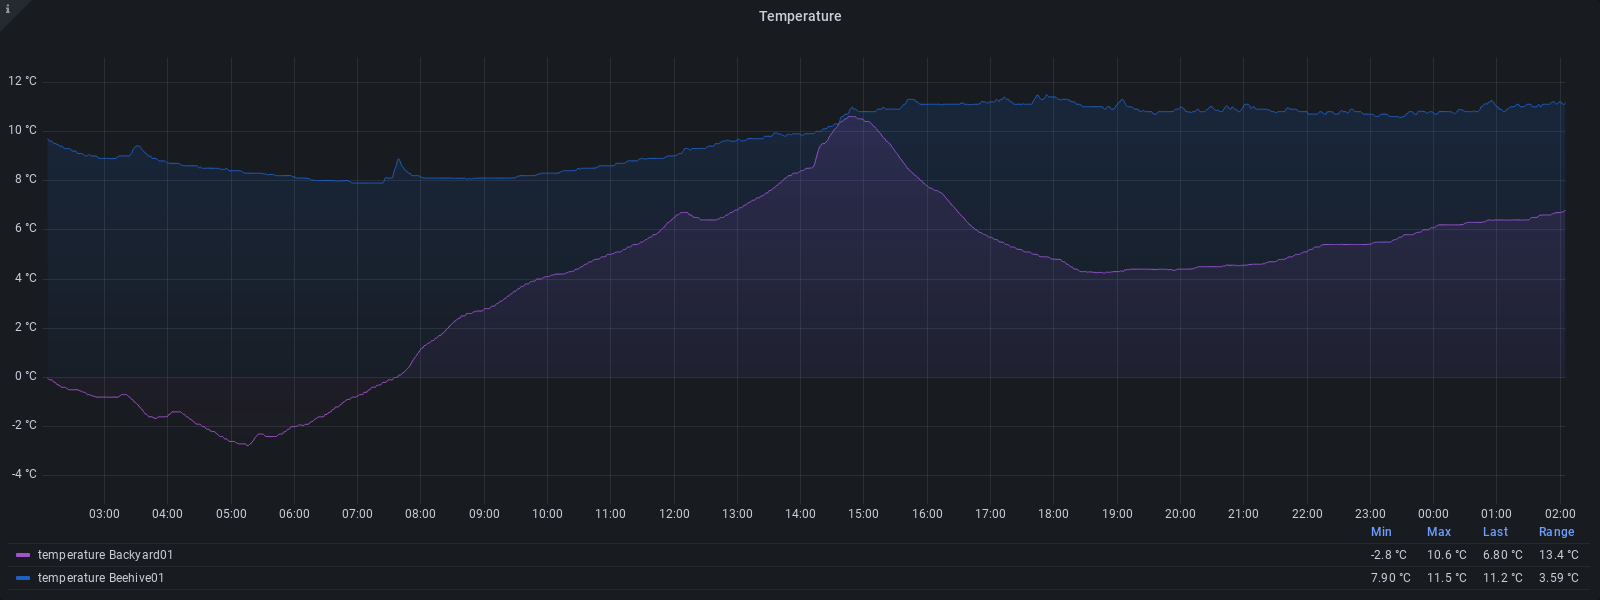 i
Temperature
12 °C
10 °C
8 °C
6 °C
4 °C
2 °C
0 °C
-2 °C
-4 °C
03:00 04:00 05:00 06:00 07:00 08:00 09:00 10:00 11:00 12:00 13:00 14:00 15:00 16:00 17:00 18:00 19:00 20:00 21:00 22:00 23:00 00:00 01:00 02:00
Min Max Last Range
temperature Backyard01 -2.8 °C 10.6 °C 6.80 °C 13.4 °C
temperature Beehive01 7.90 °C 11.5 °C 11.2 °C 3.59 °C